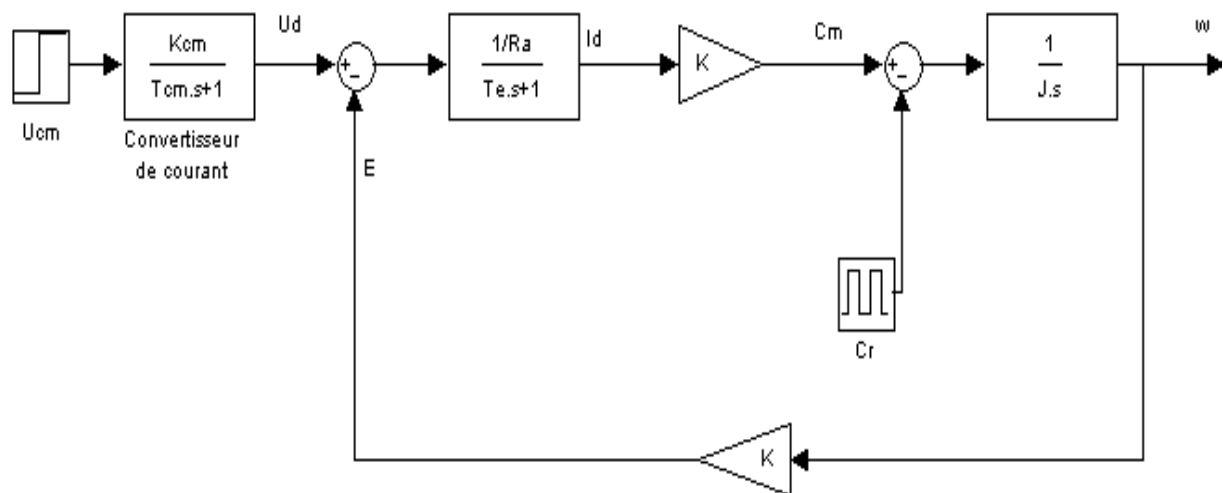 Kcm
Tcm.s+1
Ud
+
-
1/Ra
Te.s+1
Id
K
Cm
+
-
1
J.s
w
Ucm
Convertisseur
de courant
E
Cr
K